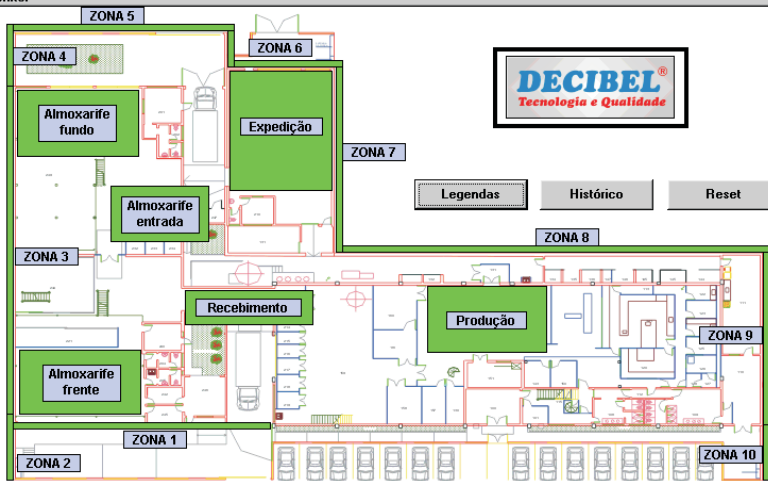 ZONA 5
ZONA 6
ZONA 4
DECIBEL®
Tecnologia e Qualidade
Almoxarife
fundo
Expedição
ZONA 7
Legendas
Histórico
Reset
Almoxarife
entrada
ZONA 8
ZONA 3
Recebimento
Produção
ZONA 9
Almoxarife
frente
ZONA 1
ZONA 2
ZONA 10